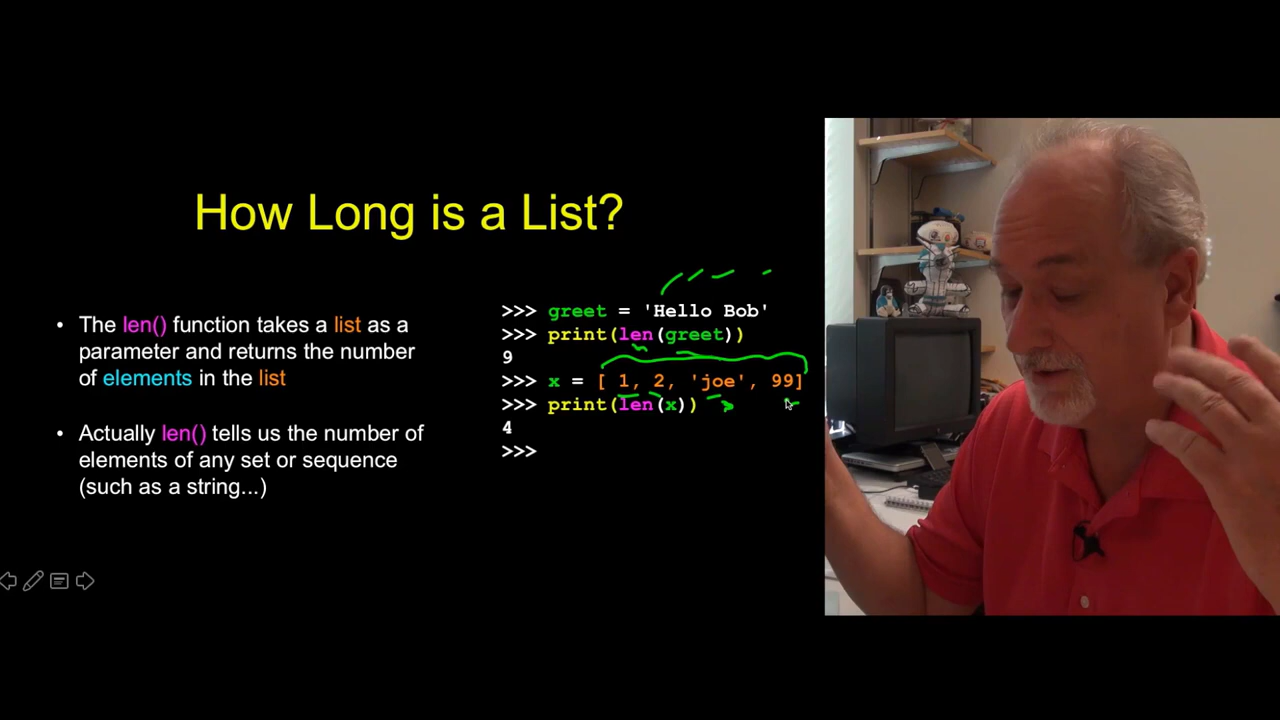 How Long is a List?
• The len() function takes a list as a
parameter and returns the number
of elements in the list
• Actually len() tells us the number of
elements of any set or sequence
(such as a string...)
>>> greet = 'Hello Bob'
>>> print(len(greet))
9
>>> x = [ 1, 2, 'joe', 99]
>>> print(len(x))
4
>>>